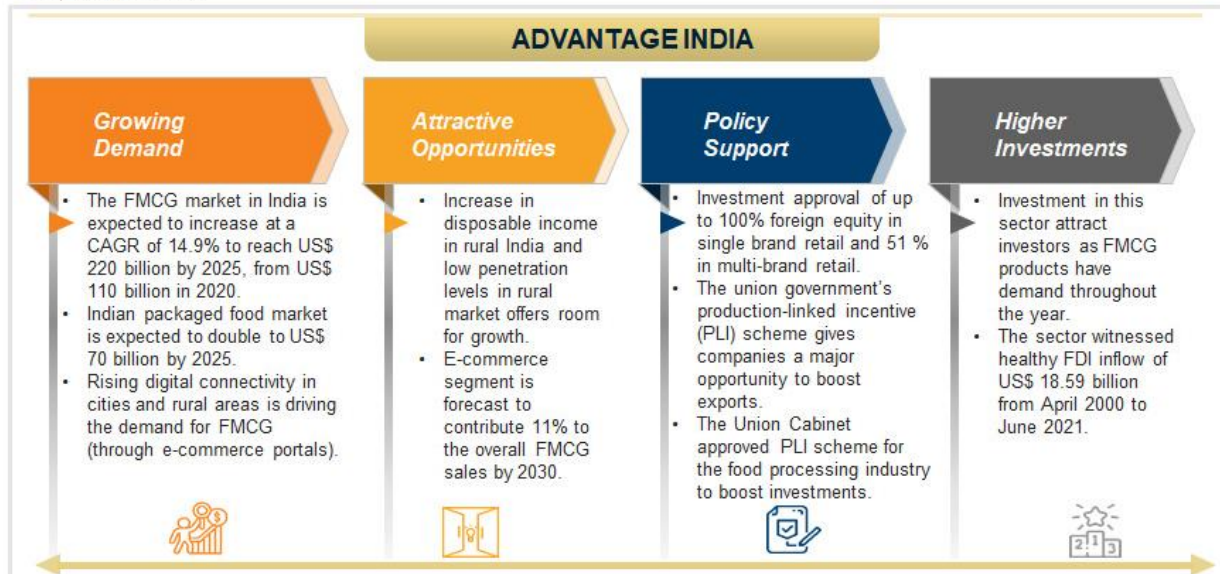 ADVANTAGE INDIA
Growing
Demand
• The FMCG market in India is
expected to increase at a
CAGR of 14.9% to reach US$
220 billion by 2025, from US$
110 billion in 2020.
• Indian packaged food market
is expected to double to US$
70 billion by 2025.
• Rising digital connectivity in
cities and rural areas is driving
the demand for FMCG
(through e-commerce portals).
Attractive
Opportunities
• Increase in
disposable income
in rural India and
low penetration
levels in rural
market offers room
for growth.
• E-commerce
segment is
forecast to
contribute 11% to
the overall FMCG
sales by 2030.
Policy
Support
• Investment approval of up
to 100% foreign equity in
single brand retail and 51 %
in multi-brand retail.
• The union government’s
production-linked incentive
(PLI) scheme gives
companies a major
opportunity to boost
exports.
• The Union Cabinet
approved PLI scheme for
the food processing industry
to boost investments.
Higher
Investments
• Investment in this
sector attract
investors as FMCG
products have
demand throughout
the year.
• The sector witnessed
healthy FDI inflow of
US$ 18.59 billion
from April 2000 to
June 2021.
$
2 1 3